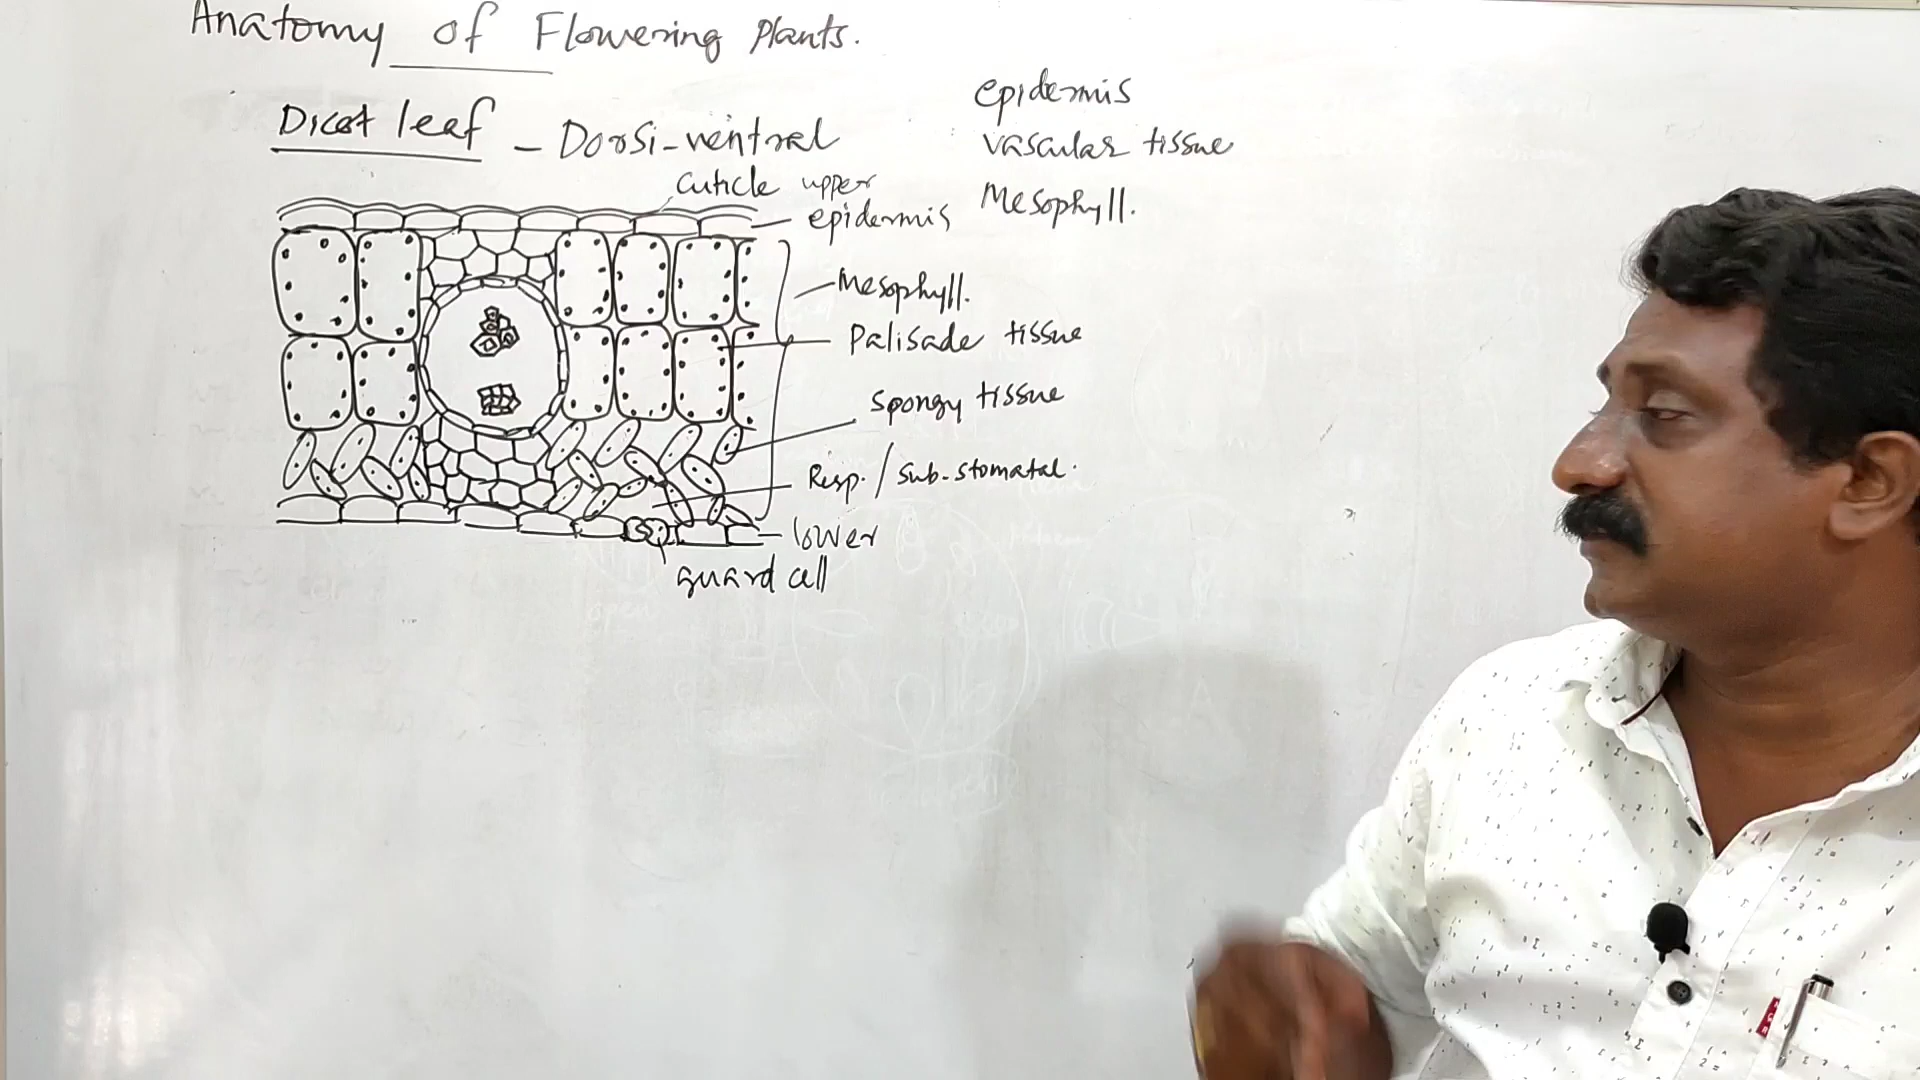 Anatomy of Flowering Plants.
Dicot leaf - Dorsi-ventral
epidermis
vascular tissue
Mesophyll.
cuticle upper
epidermis
Mesophyll.
Palisade tissue
Spongy tissue
Resp. / Sub-stomatal.
lower
guard cell